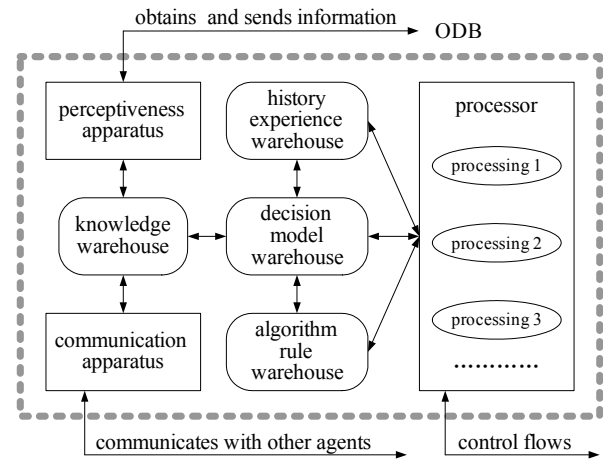 obtains and sends information
ODB
perceptiveness
apparatus
history
experience
warehouse
processor
processing 1
knowledge
warehouse
decision
model
warehouse
processing 2
communication
apparatus
algorithm
rule
warehouse
processing 3
…………
communicates with other agents
control flows